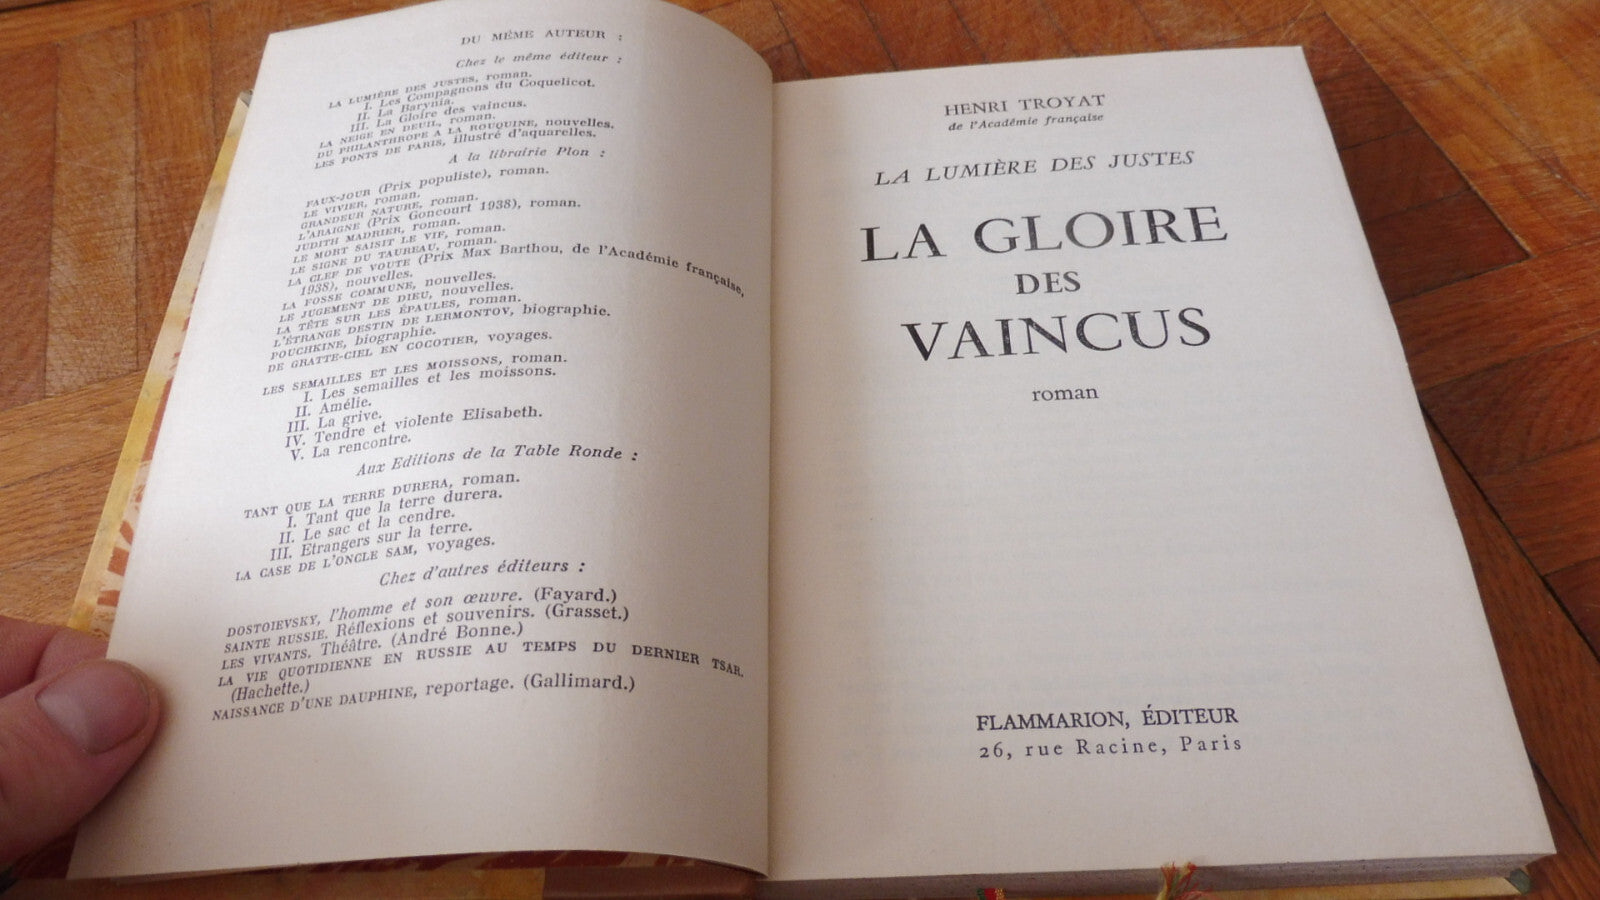 DU MÊME AUTEUR :
Chez le même éditeur :
LA LUMIÈRE DES JUSTES, roman.
I. Les Compagnons du Coquelicot.
II. La Barynia.
III. La Gloire des vaincus.
LA NEIGE EN DEUIL, roman.
DU PHILANTHROPE A LA ROUQUINE, nouvelles.
LES PONTS DE PARIS, illustré d'aquarelles.
A la librairie Plon :
FAUX-JOUR (Prix populiste), roman.
LE VIVIER, roman.
GRANDEUR NATURE, roman.
L'ARAIGNE (Prix Goncourt 1938), roman.
JUDITH MADRIER, roman.
LE MORT SAISIT LE VIF, roman.
LE SIGNE DU TAUREAU, roman.
LA CLEF DE VOUTE (Prix Max Barthou, de l'Académie française,
1938), nouvelles.
LA FOSSE COMMUNE, nouvelles.
LE JUGEMENT DE DIEU, nouvelles.
LA TÊTE SUR LES ÉPAULES, roman.
L'ÉTRANGE DESTIN DE LERMONTOV, biographie.
POUCHKINE, biographie.
DE GRATTE-CIEL EN COCOTIER, voyages.
LES SEMAILLES ET LES MOISSONS, roman.
I. Les semailles et les moissons.
II. Amélie.
III. La grive.
IV. Tendre et violente Elisabeth.
V. La rencontre.
Aux Editions de la Table Ronde :
TANT QUE LA TERRE DURERA, roman.
I. Tant que la terre durera.
II. Le sac et la cendre.
III. Etrangers sur la terre.
LA CASE DE L'ONCLE SAM, voyages.
Chez d'autres éditeurs :
DOSTOIEVSKY, l'homme et son œuvre. (Fayard.)
SAINTE RUSSIE. Réflexions et souvenirs. (Grasset.)
LES VIVANTS. Théâtre. (André Bonne.)
LA VIE QUOTIDIENNE EN RUSSIE AU TEMPS DU DERNIER TSAR.
(Hachette.)
NAISSANCE D'UNE DAUPHINE, reportage. (Gallimard.)
HENRI TROYAT
de l'Académie française
LA LUMIÈRE DES JUSTES
LA GLOIRE
DES
VAINCUS
roman
FLAMMARION, ÉDITEUR
26, rue Racine, Paris